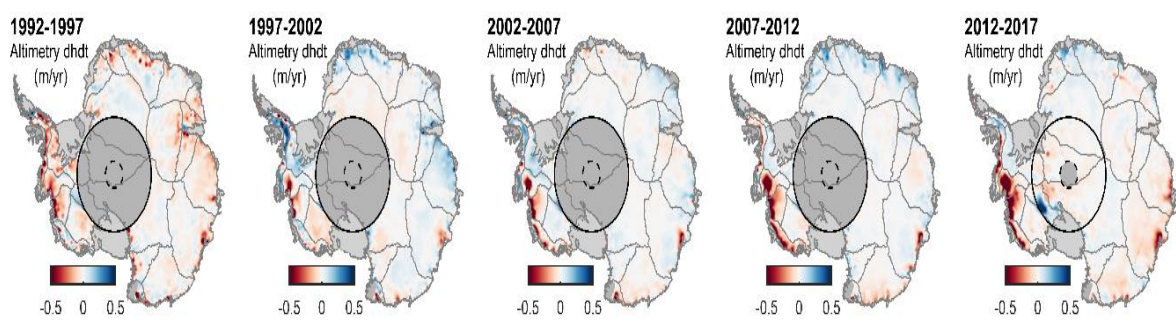 1992-1997
Altimetry dhdt
(m/yr)
-0.5 0 0.5
1997-2002
Altimetry dhdt
(m/yr)
-0.5 0 0.5
2002-2007
Altimetry dhdt
(m/yr)
-0.5 0 0.5
2007-2012
Altimetry dhdt
(m/yr)
-0.5 0 0.5
2012-2017
Altimetry dhdt
(m/yr)
-0.5 0 0.5